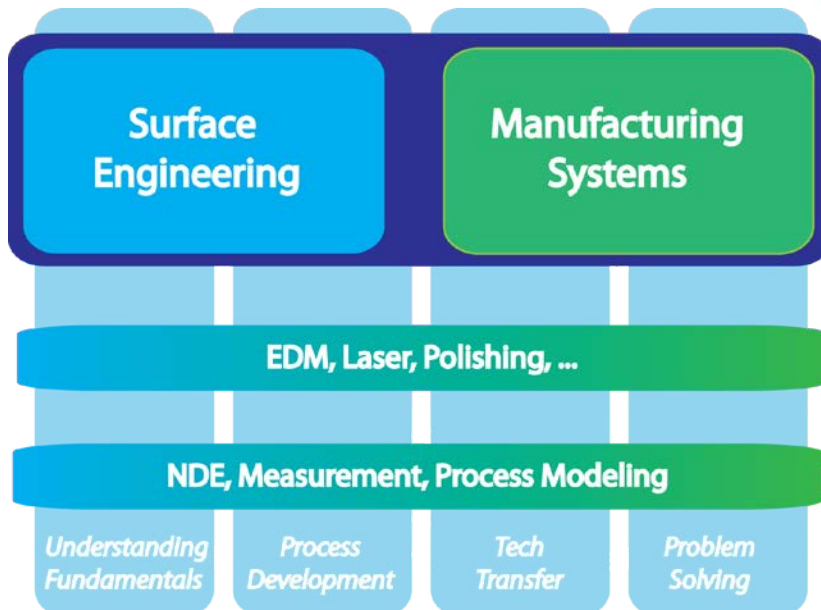 Surface
Engineering
Manufacturing
Systems
EDM, Laser, Polishing, ...
NDE, Measurement, Process Modeling
Understanding
Fundamentals
Process
Development
Tech
Transfer
Problem
Solving